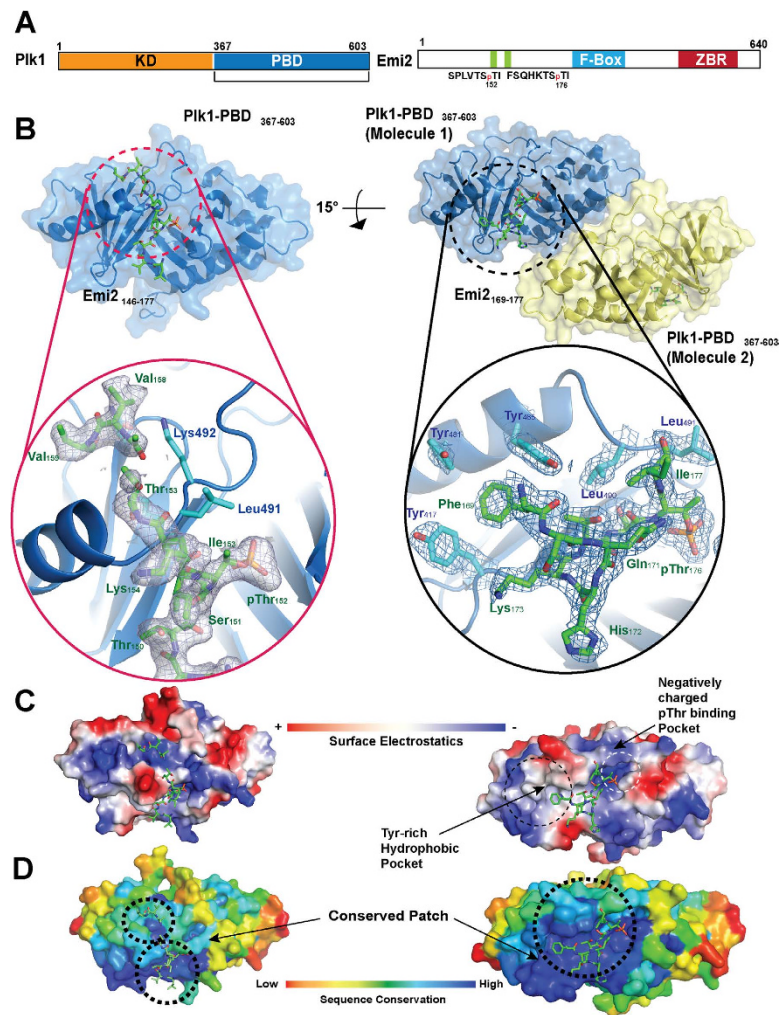 A
Plk1
1
367
603
KD
PBD
Emi2
1
640
F-Box
ZBR
SPLVTSpTI FSQHKTSpTI
152
176
B
Plk1-PBD 367-603
Plk1-PBD 367-603
(Molecule 1)
15°
Emi2 146-177
Emi2 169-177
Plk1-PBD 367-603
(Molecule 2)
Val158
Lys492
Val159
Thr153
Leu491
Ile153
Lys154
pThr152
Ser151
Thr150
Tyr481
Tyr485
Leu491
Phe169
Leu490
Ile177
Tyr417
Gln171
pThr176
Lys173
His172
C
+
-
Surface Electrostatics
Negatively
charged
pThr binding
Pocket
Tyr-rich
Hydrophobic
Pocket
D
Conserved Patch
Low
High
Sequence Conservation